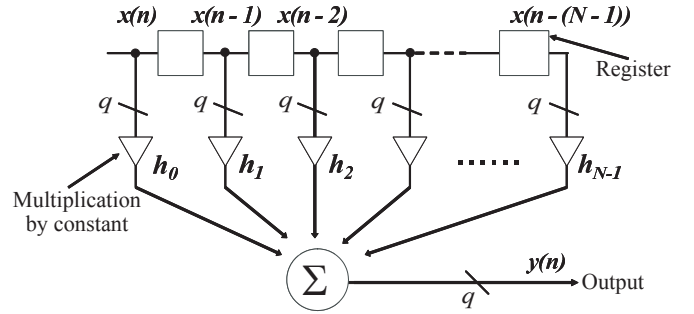 x(n) x(n - 1) x(n - 2) x(n - (N - 1))
Register
q q q q q
h0 h1 h2 ...... hN-1
Multiplication
by constant
Σ
y(n)
Output
q